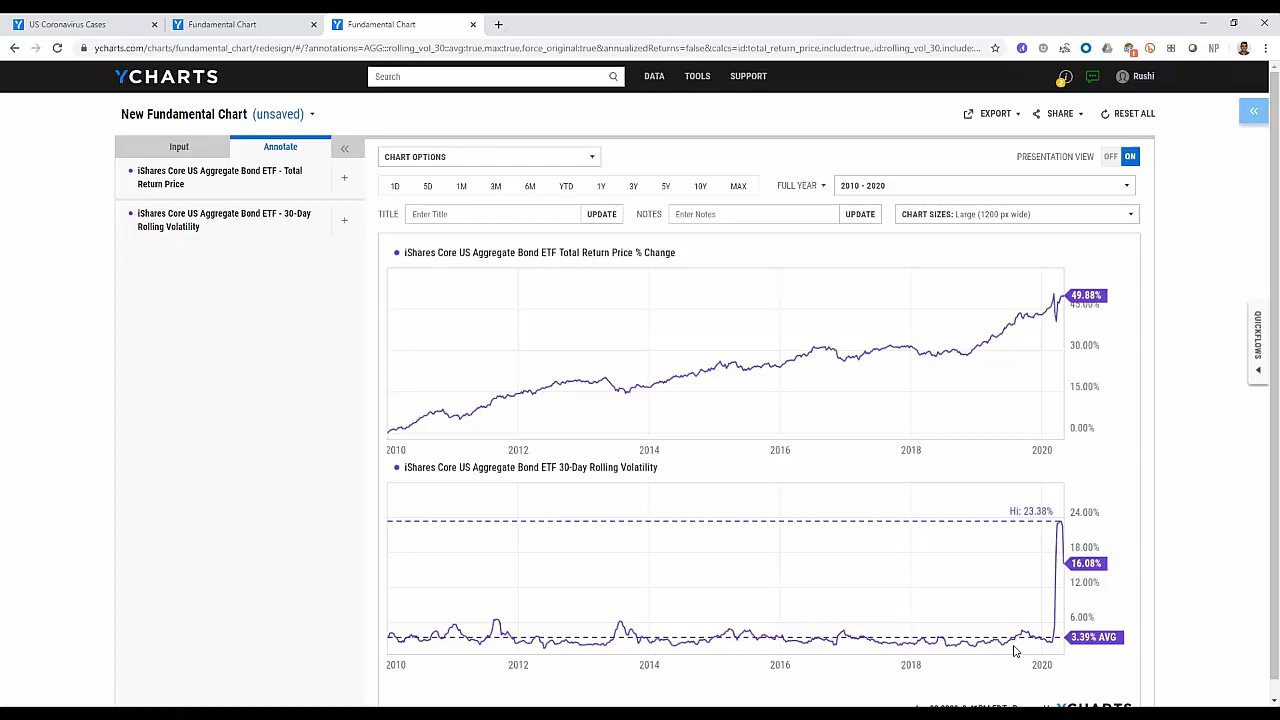 US Coronavirus Cases
Fundamental Chart
Fundamental Chart
ycharts.com/charts/fundamental_chart/redesign/#/?annotations=AGG:::rolling_vol_30:avg:true,max:true,force_original:true&annualizedReturns=false&calcs=id:total_return_price,include:true,,id:rolling_vol_30,include:...
NP
YCHARTS
Search
DATA
TOOLS
SUPPORT
Rushi
New Fundamental Chart (unsaved)
EXPORT
SHARE
RESET ALL
Input
Annotate
iShares Core US Aggregate Bond ETF - Total
Return Price
iShares Core US Aggregate Bond ETF - 30-Day
Rolling Volatility
CHART OPTIONS
PRESENTATION VIEW OFF ON
1D 5D 1M 3M 6M YTD 1Y 3Y 5Y 10Y MAX
FULL YEAR
2010 - 2020
TITLE Enter Title UPDATE
NOTES Enter Notes UPDATE
CHART SIZES: Large (1200 px wide)
iShares Core US Aggregate Bond ETF Total Return Price % Change
49.88%
45.00%
30.00%
15.00%
0.00%
2010 2012 2014 2016 2018 2020
iShares Core US Aggregate Bond ETF 30-Day Rolling Volatility
Hi: 23.38%
24.00%
18.00%
16.08%
12.00%
6.00%
3.39% AVG
2010 2012 2014 2016 2018 2020
YCHARTS
QUICKFLOWS